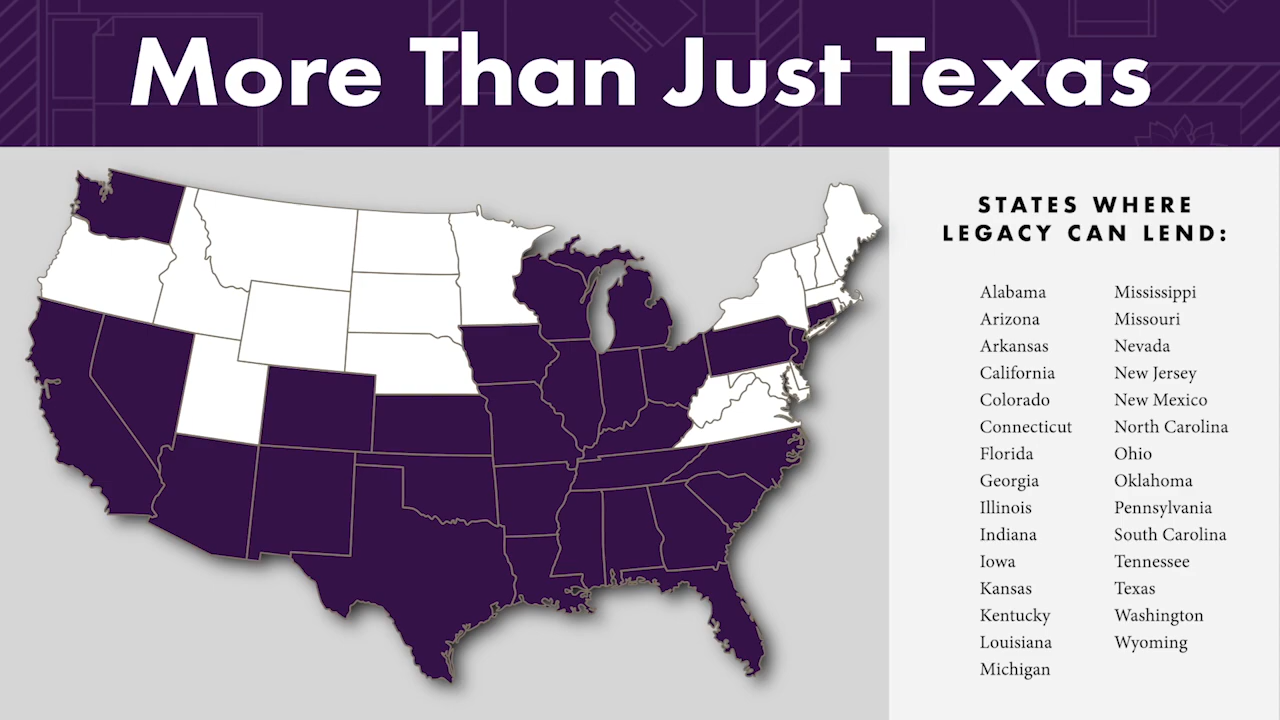 More Than Just Texas
STATES WHERE
LEGACY CAN LEND:
Alabama
Arizona
Arkansas
California
Colorado
Connecticut
Florida
Georgia
Illinois
Indiana
Iowa
Kansas
Kentucky
Louisiana
Michigan
Mississippi
Missouri
Nevada
New Jersey
New Mexico
North Carolina
Ohio
Oklahoma
Pennsylvania
South Carolina
Tennessee
Texas
Washington
Wyoming